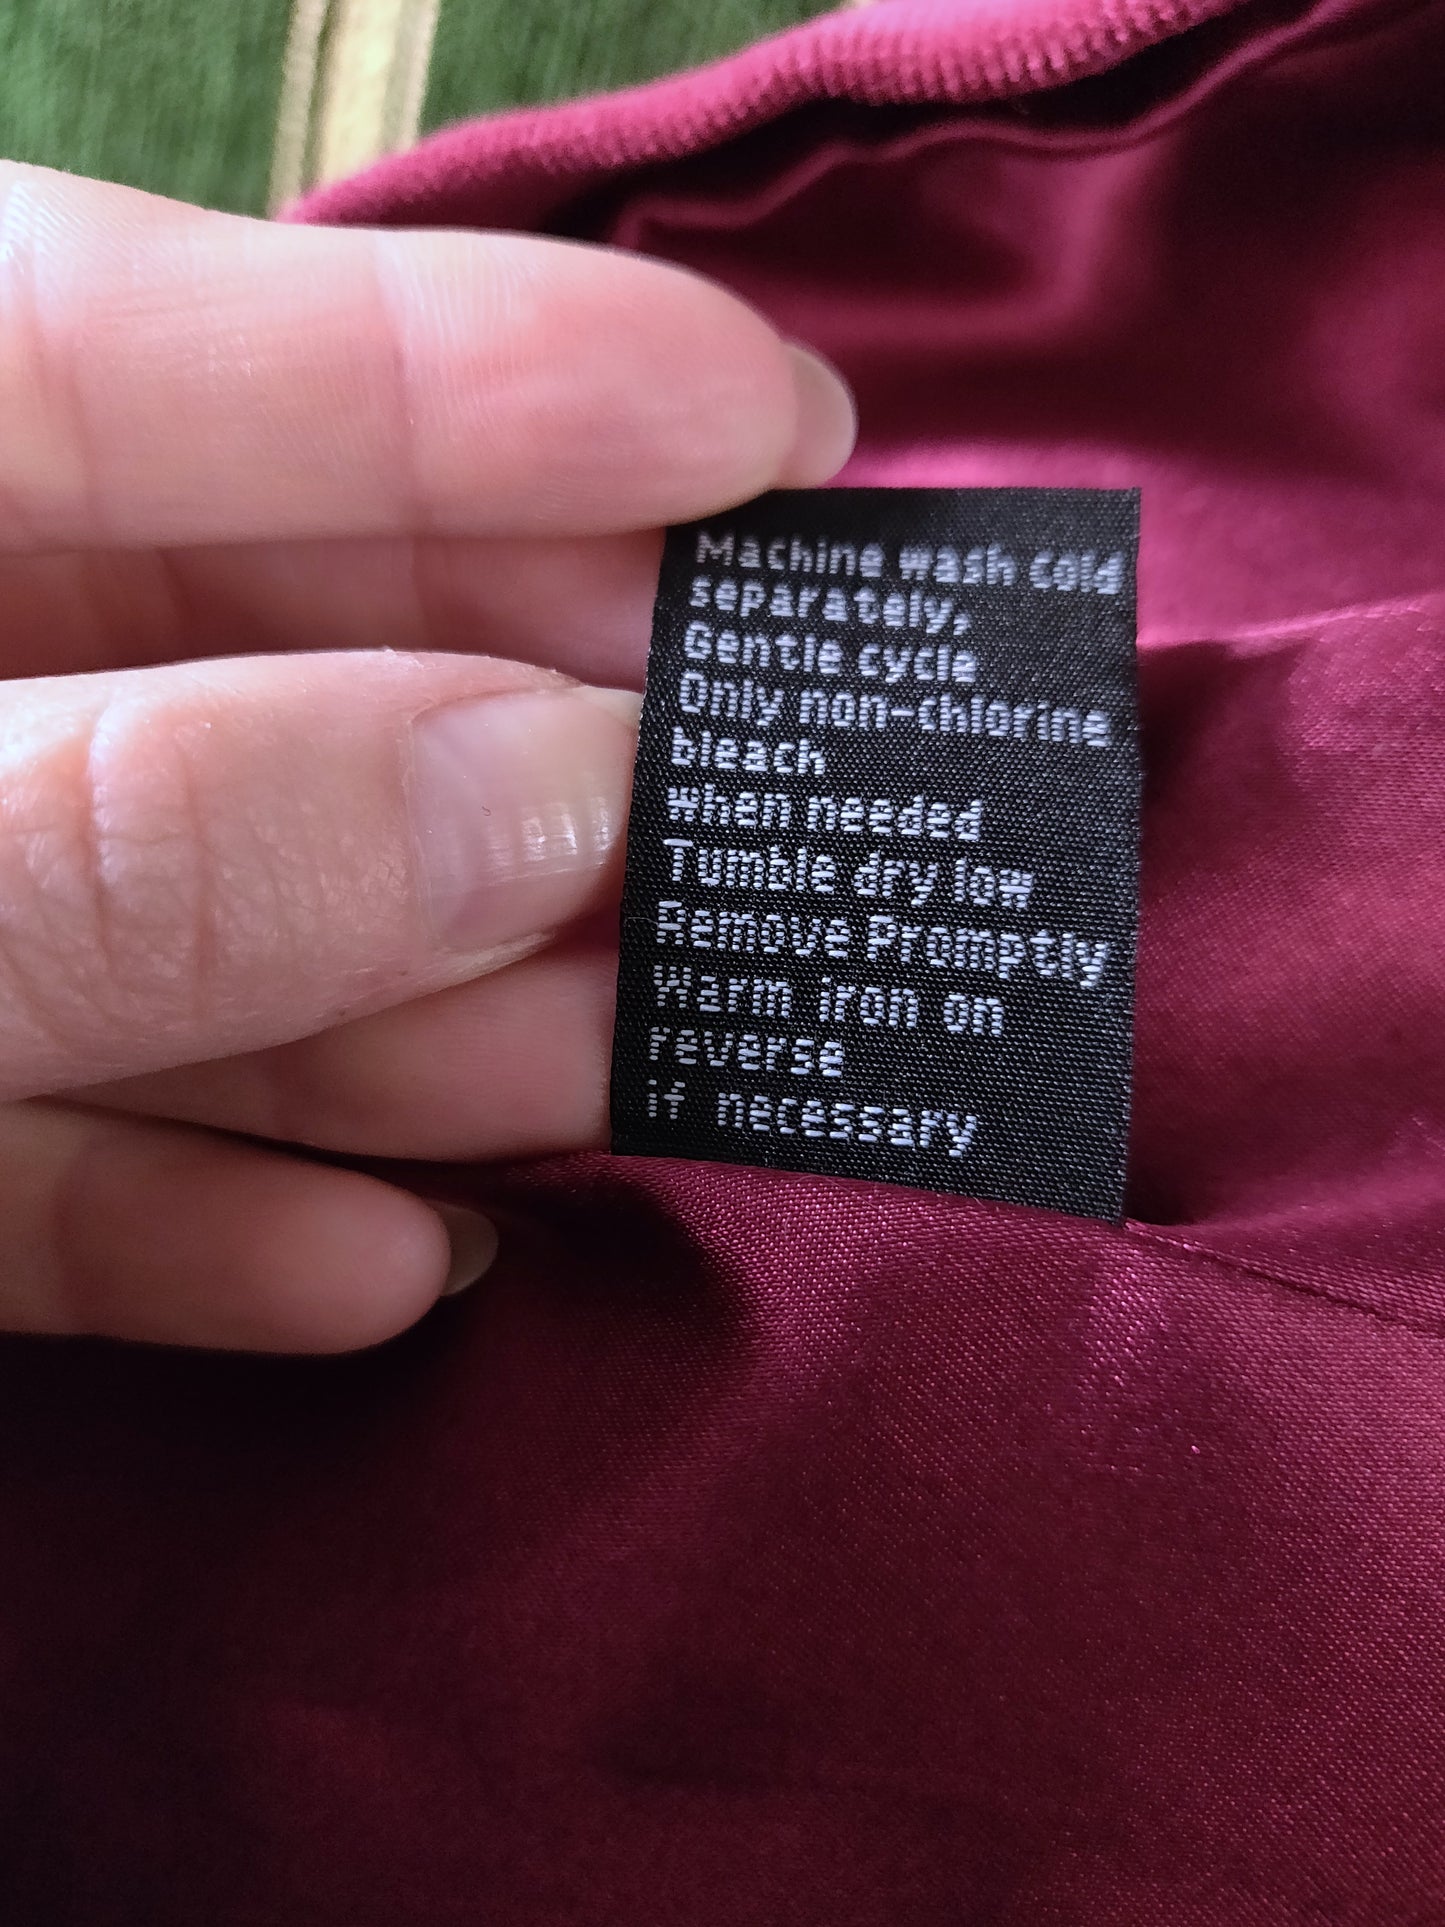 Machine wash cold
separately,
Gentle cycle
Only non-chlorine
bleach
when needed
Tumble dry low
Remove Promptly
Warm iron on
reverse
if necessary